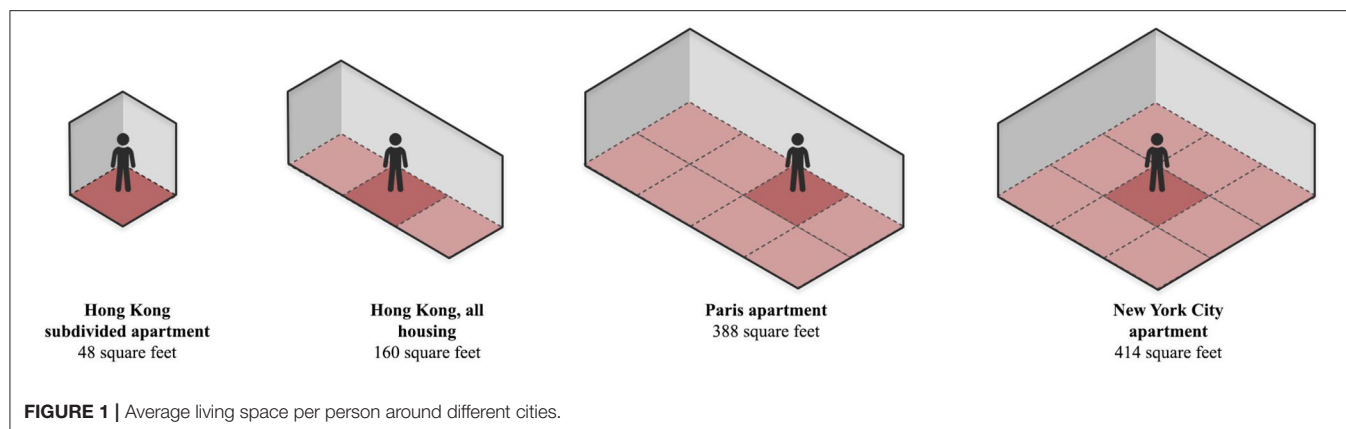 Hong Kong
subdivided apartment
48 square feet
Hong Kong, all
housing
160 square feet
Paris apartment
388 square feet
New York City
apartment
414 square feet
FIGURE 1 | Average living space per person around different cities.